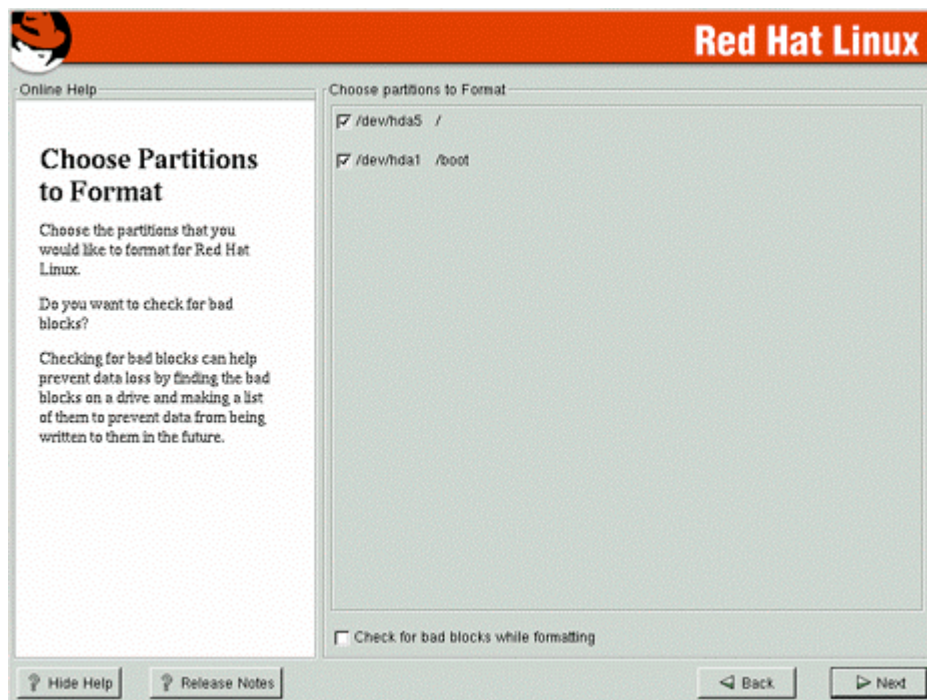 Red Hat Linux
Online Help
Choose Partitions
to Format
Choose the partitions that you
would like to format for Red Hat
Linux.
Do you want to check for bad
blocks?
Checking for bad blocks can help
prevent data loss by finding the bad
blocks on a drive and making a list
of them to prevent data from being
written to them in the future.
Choose partitions to Format
/dev/hda5 /
/dev/hda1 /boot
Check for bad blocks while formatting
? Hide Help
? Release Notes
Back
Next